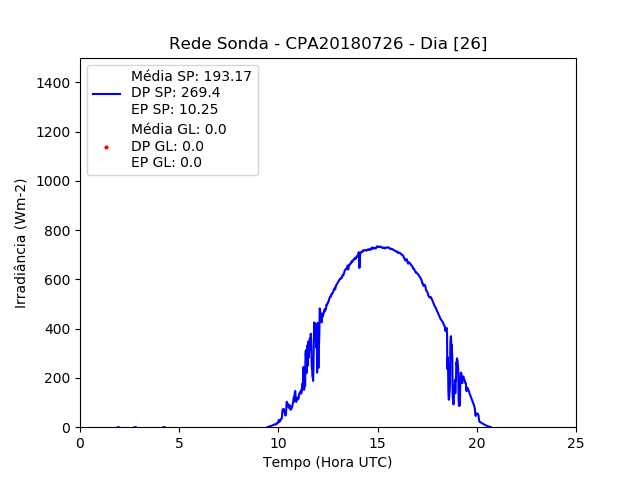 Rede Sonda - CPA20180726 - Dia [26]
Média SP: 193.17
DP SP: 269.4
EP SP: 10.25
Média GL: 0.0
DP GL: 0.0
EP GL: 0.0
1400
1200
1000
800
600
400
200
0
Irradiância (Wm-2)
0 5 10 15 20 25
Tempo (Hora UTC)